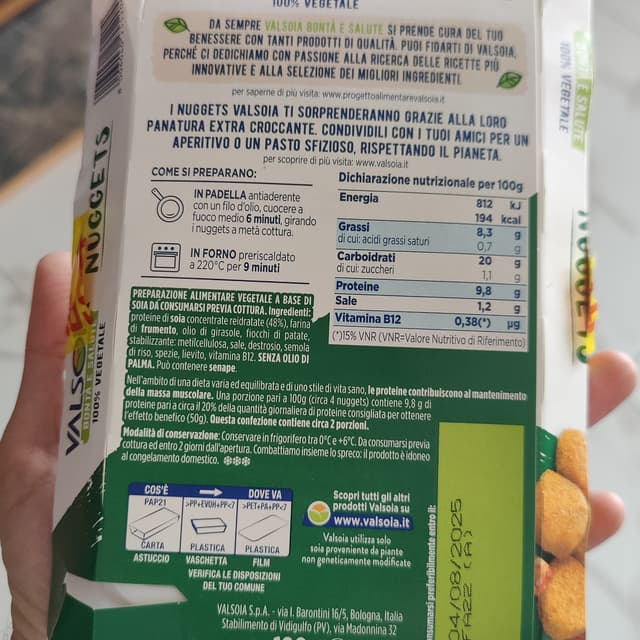 100% VEGETALE
DA SEMPRE VALSOIA BONTÀ E SALUTE SI PRENDE CURA DEL TUO
BENESSERE CON TANTI PRODOTTI DI QUALITÀ. PUOI FIDARTI DI VALSOIA,
PERCHÉ CI DEDICHIAMO CON PASSIONE ALLA RICERCA DELLE RICETTE PIÙ
INNOVATIVE E ALLA SELEZIONE DEI MIGLIORI INGREDIENTI.
per saperne di più visita: www.progettoalimentarevalsoia.it
I NUGGETS VALSOIA TI SORPRENDERANNO GRAZIE ALLA LORO
PANATURA EXTRA CROCCANTE. CONDIVIDILI CON I TUOI AMICI PER UN
APERITIVO O UN PASTO SFIZIOSO, RISPETTANDO IL PIANETA.
per scoprire di più visita: www.valsoia.it
COME SI PREPARANO:
IN PADELLA antiaderente
con un filo d'olio, cuocere a
fuoco medio 6 minuti, girando
i nuggets a metà cottura.
IN FORNO preriscaldato
a 220°C per 9 minuti
Dichiarazione nutrizionale per 100g
Energia 812 kJ
194 kcal
Grassi 8,3 g
di cui: acidi grassi saturi 0,7 g
Carboidrati 20 g
di cui: zuccheri 1,1 g
Proteine 9,8 g
Sale 1,2 g
Vitamina B12 0,38(*) µg
(*)15% VNR (VNR=Valore Nutritivo di Riferimento)
PREPARAZIONE ALIMENTARE VEGETALE A BASE DI
SOIA DA CONSUMARSI PREVIA COTTURA. Ingredienti:
proteine di soia concentrate reidratate (48%), farina
di frumento, olio di girasole, fiocchi di patate,
stabilizzante: metilcellulosa, sale, destrosio, semola
di riso, spezie, lievito, vitamina B12. SENZA OLIO DI
PALMA. Può contenere senape.
Nell'ambito di una dieta varia ed equilibrata e di uno stile di vita sano, le proteine contribuiscono al mantenimento
della massa muscolare. Una porzione pari a 100g (circa 4 nuggets) contiene 9,8 g di
proteine pari a circa il 20% della quantità giornaliera di proteine consigliata per ottenere
l'effetto benefico (50g). Questa confezione contiene circa 2 porzioni.
Modalità di conservazione: Conservare in frigorifero tra 0°C e +6°C. Da consumarsi previa
cottura ed entro 2 giorni dall'apertura. Combattiamo insieme lo spreco: il prodotto è idoneo
al congelamento domestico.
COS'È DOVE VA
PAP21 >PP+EVOH+PP<7 >PET+PA+PP<7
CARTA PLASTICA PLASTICA
ASTUCCIO VASCHETTA FILM
VERIFICA LE DISPOSIZIONI
DEL TUO COMUNE
Scopri tutti gli altri
prodotti Valsoia su
www.valsoia.it
Valsoia utilizza solo
soia proveniente da piante
non geneticamente modificate
VALSOIA S.p.A. - via I. Barontini 16/5, Bologna, Italia
Stabilimento di Vidigulfo (PV), via Madonnina 32
preferibilmente entro il:
04/08/2025
NUGGETS
BONTÀ E SALUTE
100% VEGETALE
E SALUTE
100% VEGETALE